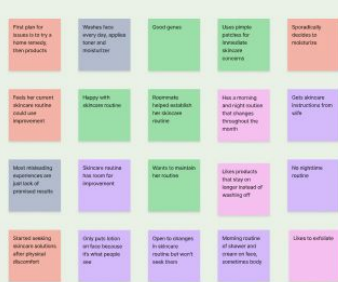 First plan for
issues is to try a
home remedy,
then products
Washes face
every day, applies
toner and
moisturizer
Good genes
Uses pimple
patches for
immediate
skincare
concerns
Sporadically
decides to
moisturize
Feels her current
skincare routine
could use
improvement
Happy with
skincare routine
Roommate
helped establish
her skincare
routine
Has a morning
and night routine
that changes
throughout the
month
Gets skincare
instructions from
wife
Most misleading
experiences are
just lack of
promised results
Skincare routine
has room for
improvement
Wants to maintain
her routine
Likes products
that stay on
longer instead of
washing off
No nighttime
routine
Started seeking
skincare solutions
after physical
discomfort
Only puts lotion
on face because
it's what people
see
Open to changes
in skincare
routine but won't
seek them
Morning routine
of shower and
cream on face,
sometimes body
Likes to exfoliate